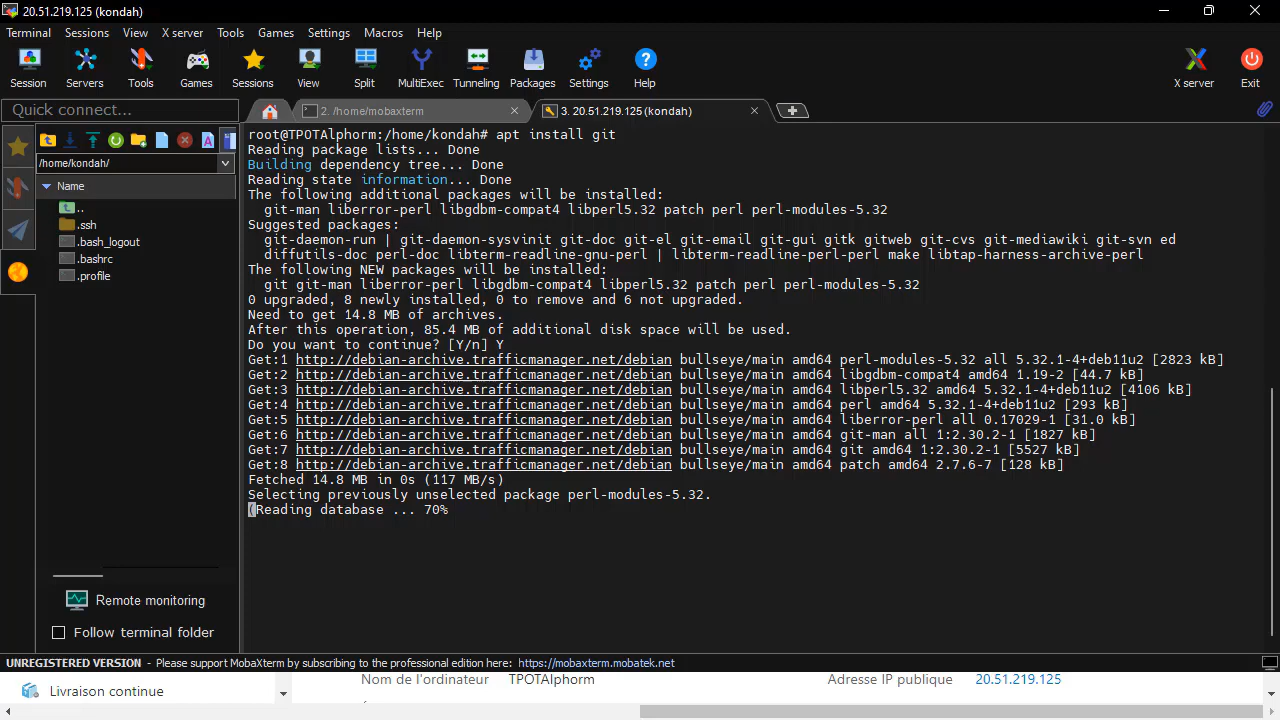 20.51.219.125 (kondah)
Terminal Sessions View X server Tools Games Settings Macros Help
Session Servers Tools Games Sessions View Split MultiExec Tunneling Packages Settings Help X server Exit
Quick connect...
2. /home/mobaxterm
3. 20.51.219.125 (kondah)
/home/kondah/
Name
..
.ssh
.bash_logout
.bashrc
.profile
Remote monitoring
Follow terminal folder
root@TPOTAlphorm:/home/kondah# apt install git
Reading package lists... Done
Building dependency tree... Done
Reading state information... Done
The following additional packages will be installed:
git-man liberror-perl libgdbm-compat4 libperl5.32 patch perl perl-modules-5.32
Suggested packages:
git-daemon-run | git-daemon-sysvinit git-doc git-el git-email git-gui gitk gitweb git-cvs git-mediawiki git-svn ed
diffutils-doc perl-doc libterm-readline-gnu-perl | libterm-readline-perl-perl make libtap-harness-archive-perl
The following NEW packages will be installed:
git git-man liberror-perl libgdbm-compat4 libperl5.32 patch perl perl-modules-5.32
0 upgraded, 8 newly installed, 0 to remove and 6 not upgraded.
Need to get 14.8 MB of archives.
After this operation, 85.4 MB of additional disk space will be used.
Do you want to continue? [Y/n] Y
Get:1 http://debian-archive.trafficmanager.net/debian bullseye/main amd64 perl-modules-5.32 all 5.32.1-4+deb11u2 [2823 kB]
Get:2 http://debian-archive.trafficmanager.net/debian bullseye/main amd64 libgdbm-compat4 amd64 1.19-2 [44.7 kB]
Get:3 http://debian-archive.trafficmanager.net/debian bullseye/main amd64 libperl5.32 amd64 5.32.1-4+deb11u2 [4106 kB]
Get:4 http://debian-archive.trafficmanager.net/debian bullseye/main amd64 perl amd64 5.32.1-4+deb11u2 [293 kB]
Get:5 http://debian-archive.trafficmanager.net/debian bullseye/main amd64 liberror-perl all 0.17029-1 [31.0 kB]
Get:6 http://debian-archive.trafficmanager.net/debian bullseye/main amd64 git-man all 1:2.30.2-1 [1827 kB]
Get:7 http://debian-archive.trafficmanager.net/debian bullseye/main amd64 git amd64 1:2.30.2-1 [5527 kB]
Get:8 http://debian-archive.trafficmanager.net/debian bullseye/main amd64 patch amd64 2.7.6-7 [128 kB]
Fetched 14.8 MB in 0s (117 MB/s)
Selecting previously unselected package perl-modules-5.32.
(Reading database ... 70%
UNREGISTERED VERSION - Please support MobaXterm by subscribing to the professional edition here: https://mobaxterm.mobatek.net
Livraison continue
Nom de l'ordinateur TPOTAlphorm
Adresse IP publique 20.51.219.125